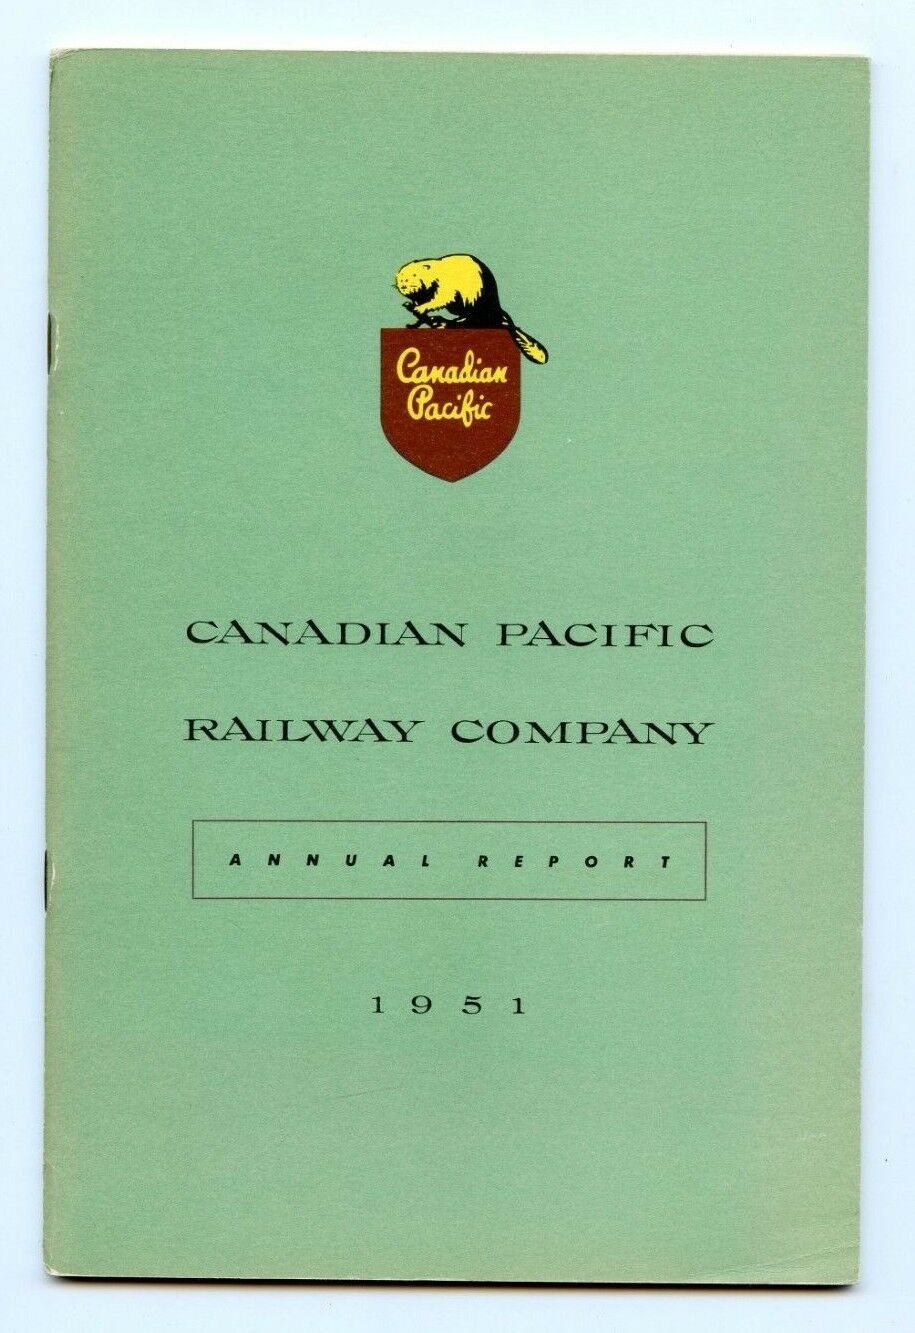 Canadian
Pacific
CANADIAN PACIFIC
RAILWAY COMPANY
ANNUAL REPORT
1951